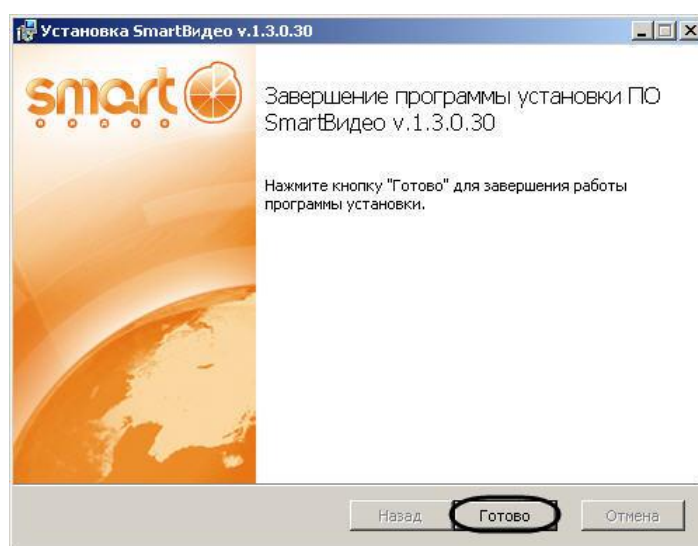 Установка SmartВидео v.1.3.0.30
smart
видео
Завершение программы установки ПО
SmartВидео v.1.3.0.30
Нажмите кнопку "Готово" для завершения работы
программы установки.
Назад
Готово
Отмена